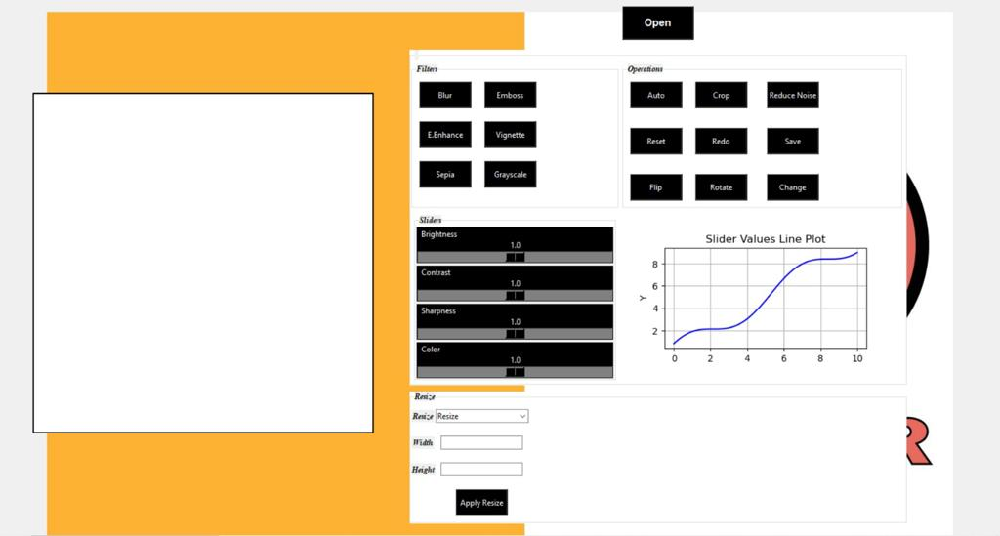 Open
Filters
Blur Emboss
E.Enhance Vignette
Sepia Grayscale
Operations
Auto Crop Reduce Noise
Reset Redo Save
Flip Rotate Change
Sliders
Brightness
1.0
Contrast
1.0
Sharpness
1.0
Color
1.0
Slider Values Line Plot
Y
8
6
4
2
0 2 4 6 8 10
Resize
Resize Resize
Width
Height
Apply Resize
R